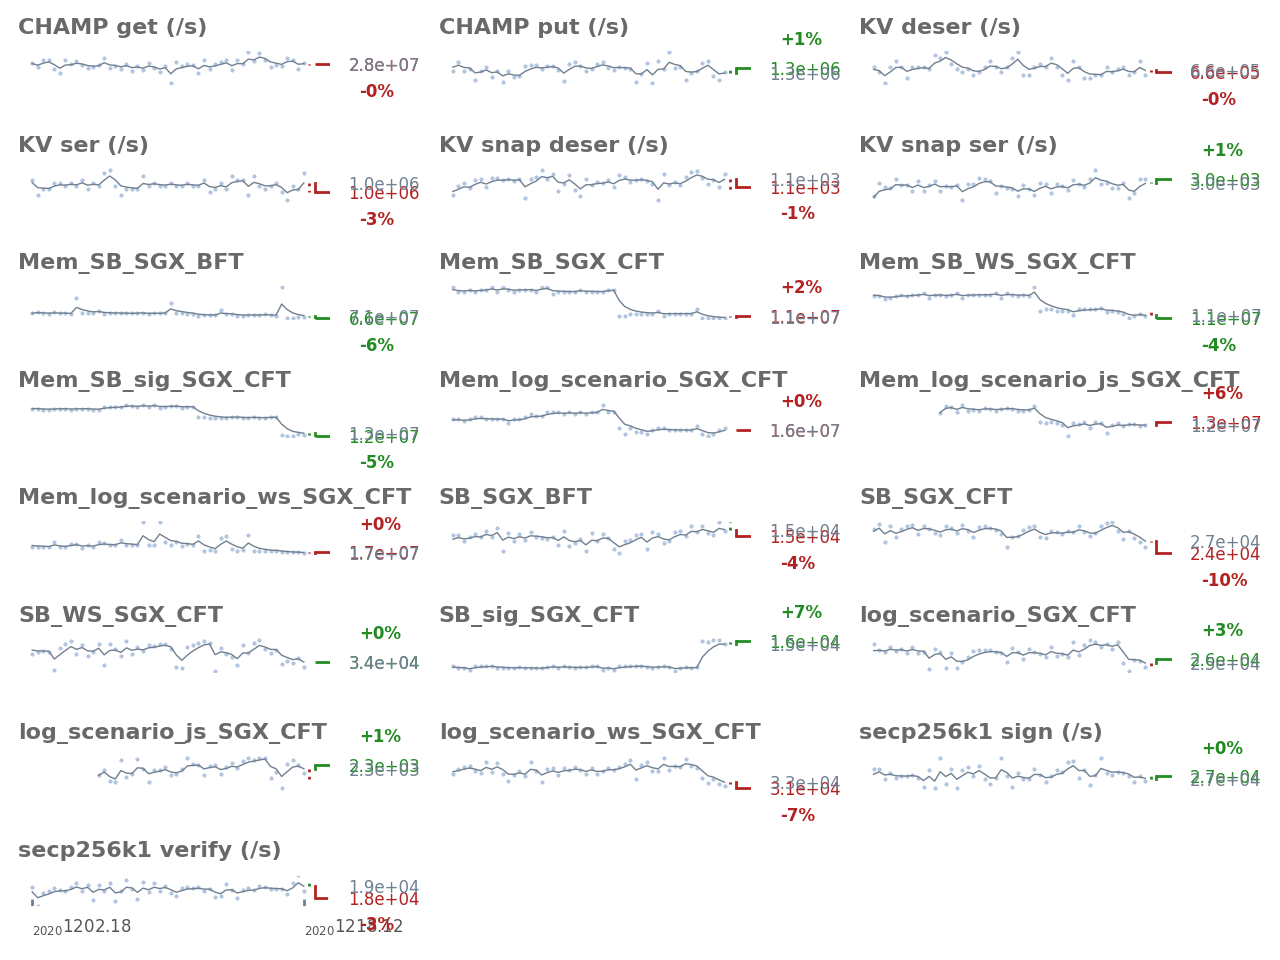 CHAMP get (/s)
2.8e+07
-0%
CHAMP put (/s)
+1%
1.3e+06
1.3e+06
KV deser (/s)
6.6e+05
6.6e+05
-0%
KV ser (/s)
1.0e+06
1.0e+06
-3%
KV snap deser (/s)
1.1e+03
1.1e+03
-1%
KV snap ser (/s)
+1%
3.0e+03
3.0e+03
Mem_SB_SGX_BFT
7.1e+07
6.6e+07
-6%
Mem_SB_SGX_CFT
+2%
1.1e+07
1.1e+07
Mem_SB_WS_SGX_CFT
1.1e+07
1.1e+07
-4%
Mem_SB_sig_SGX_CFT
1.2e+07
-5%
Mem_log_scenario_SGX_CFT
+0%
1.6e+07
Mem_log_scenario_js_SGX_CFT
+6%
1.3e+07
1.2e+07
Mem_log_scenario_ws_SGX_CFT
+0%
1.7e+07
1.7e+07
SB_SGX_BFT
1.5e+04
1.5e+04
-4%
SB_SGX_CFT
2.7e+04
2.4e+04
-10%
SB_WS_SGX_CFT
+0%
3.4e+04
SB_sig_SGX_CFT
+7%
1.6e+04
1.5e+04
log_scenario_SGX_CFT
+3%
2.6e+04
2.5e+04
log_scenario_js_SGX_CFT
+1%
2.3e+03
2.3e+03
log_scenario_ws_SGX_CFT
3.3e+04
3.1e+04
-7%
secp256k1 sign (/s)
+0%
2.7e+04
2.7e+04
secp256k1 verify (/s)
1.9e+04
1.8e+04
-3%
2020 1202.18
2020